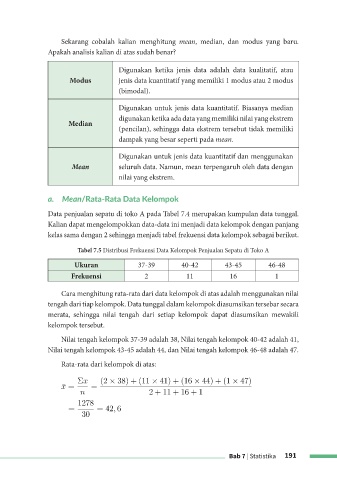 Sekarang cobalah kalian menghitung mean, median, dan modus yang baru.
Apakah analisis kalian di atas sudah benar?
Modus
Digunakan ketika jenis data adalah data kualitatif, atau
jenis data kuantitatif yang memiliki 1 modus atau 2 modus
(bimodal).
Median
Digunakan untuk jenis data kuantitatif. Biasanya median
digunakan ketika ada data yang memiliki nilai yang ekstrem
(pencilan), sehingga data ekstrem tersebut tidak memiliki
dampak yang besar seperti pada mean.
Mean
Digunakan untuk jenis data kuantitatif dan menggunakan
seluruh data. Namun, mean terpengaruh oleh data dengan
nilai yang ekstrem.
a. Mean/Rata-Rata Data Kelompok
Data penjualan sepatu di toko A pada Tabel 7.4 merupakan kumpulan data tunggal.
Kalian dapat mengelompokkan data-data ini menjadi data kelompok dengan panjang
kelas sama dengan 2 sehingga menjadi tabel frekuensi data kelompok sebagai berikut.
Tabel 7.5 Distribusi Frekuensi Data Kelompok Penjualan Sepatu di Toko A
Ukuran 37-39 40-42 43-45 46-48
Frekuensi 2 11 16 1
Cara menghitung rata-rata dari data kelompok di atas adalah menggunakan nilai
tengah dari tiap kelompok. Data tunggal dalam kelompok diasumsikan tersebar secara
merata, sehingga nilai tengah dari setiap kelompok dapat diasumsikan mewakili
kelompok tersebut.
Nilai tengah kelompok 37-39 adalah 38, Nilai tengah kelompok 40-42 adalah 41,
Nilai tengah kelompok 43-45 adalah 44, dan Nilai tengah kelompok 46-48 adalah 47.
Rata-rata dari kelompok di atas:
x̄ = Σx / n = (2 × 38) + (11 × 41) + (16 × 44) + (1 × 47) / 2 + 11 + 16 + 1
= 1278 / 30 = 42, 6
Bab 7 | Statistika 191